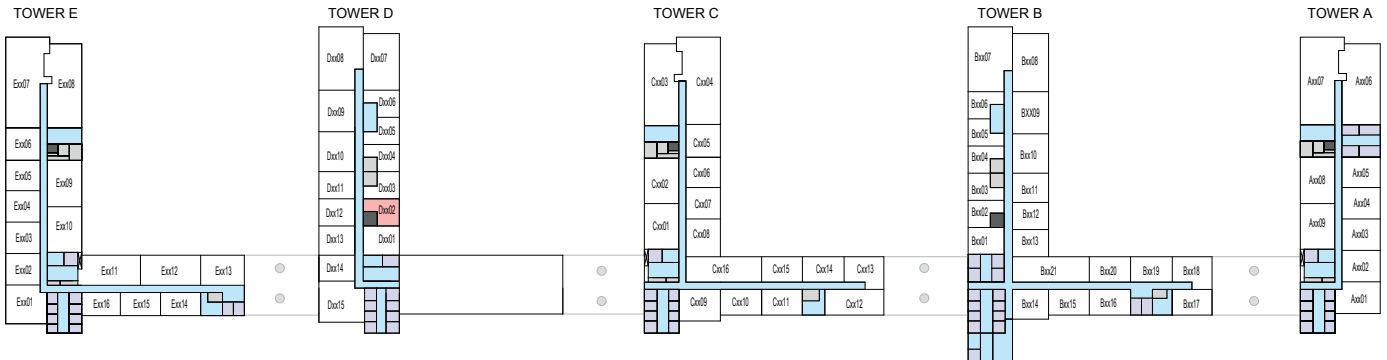 TOWER E TOWER D TOWER C TOWER B TOWER A
Exx07
Exx08
Exx06
Exx05
Exx09
Exx04
Exx03
Exx10
Exx02
Exx01
Exx11 Exx12 Exx13
Exx16 Exx15 Exx14
Dxx08
Dxx07
Dxx09
Dxx06
Dxx05
Dxx10
Dxx04
Dxx11
Dxx03
Dxx12
Dxx02
Dxx13
Dxx01
Dxx14
Dxx15
Cxx03
Cxx04
Cxx05
Cxx02
Cxx06
Cxx07
Cxx01
Cxx08
Cxx16 Cxx15 Cxx14 Cxx13
Cxx09 Cxx10 Cxx11 Cxx12
Bxx07
Bxx08
Bxx06
Bxx05
BXX09
Bxx04
Bxx10
Bxx03
Bxx11
Bxx02
Bxx12
Bxx01
Bxx13
Bxx21 Bxx20 Bxx19 Bxx18
Bxx14 Bxx15 Bxx16 Bxx17
Axx07
Axx06
Axx08
Axx05
Axx04
Axx09
Axx03
Axx02
Axx01